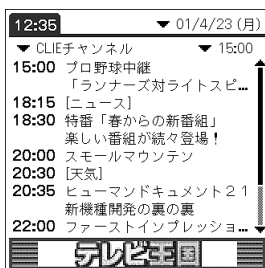 12:35 ▼ 01/4/23 (月)
▼ CLIEチャンネル ▼ 15:00
15:00 プロ野球中継
「ランナーズ対ライトスピ...
18:15 [ニュース]
18:30 特番「春からの新番組」
楽しい番組が続々登場!
20:00 スモールマウンテン
20:30 [天気]
20:35 ヒューマンドキュメント21
新機種開発の裏の裏
22:00 ファーストインプレッショ...
テレビ王国